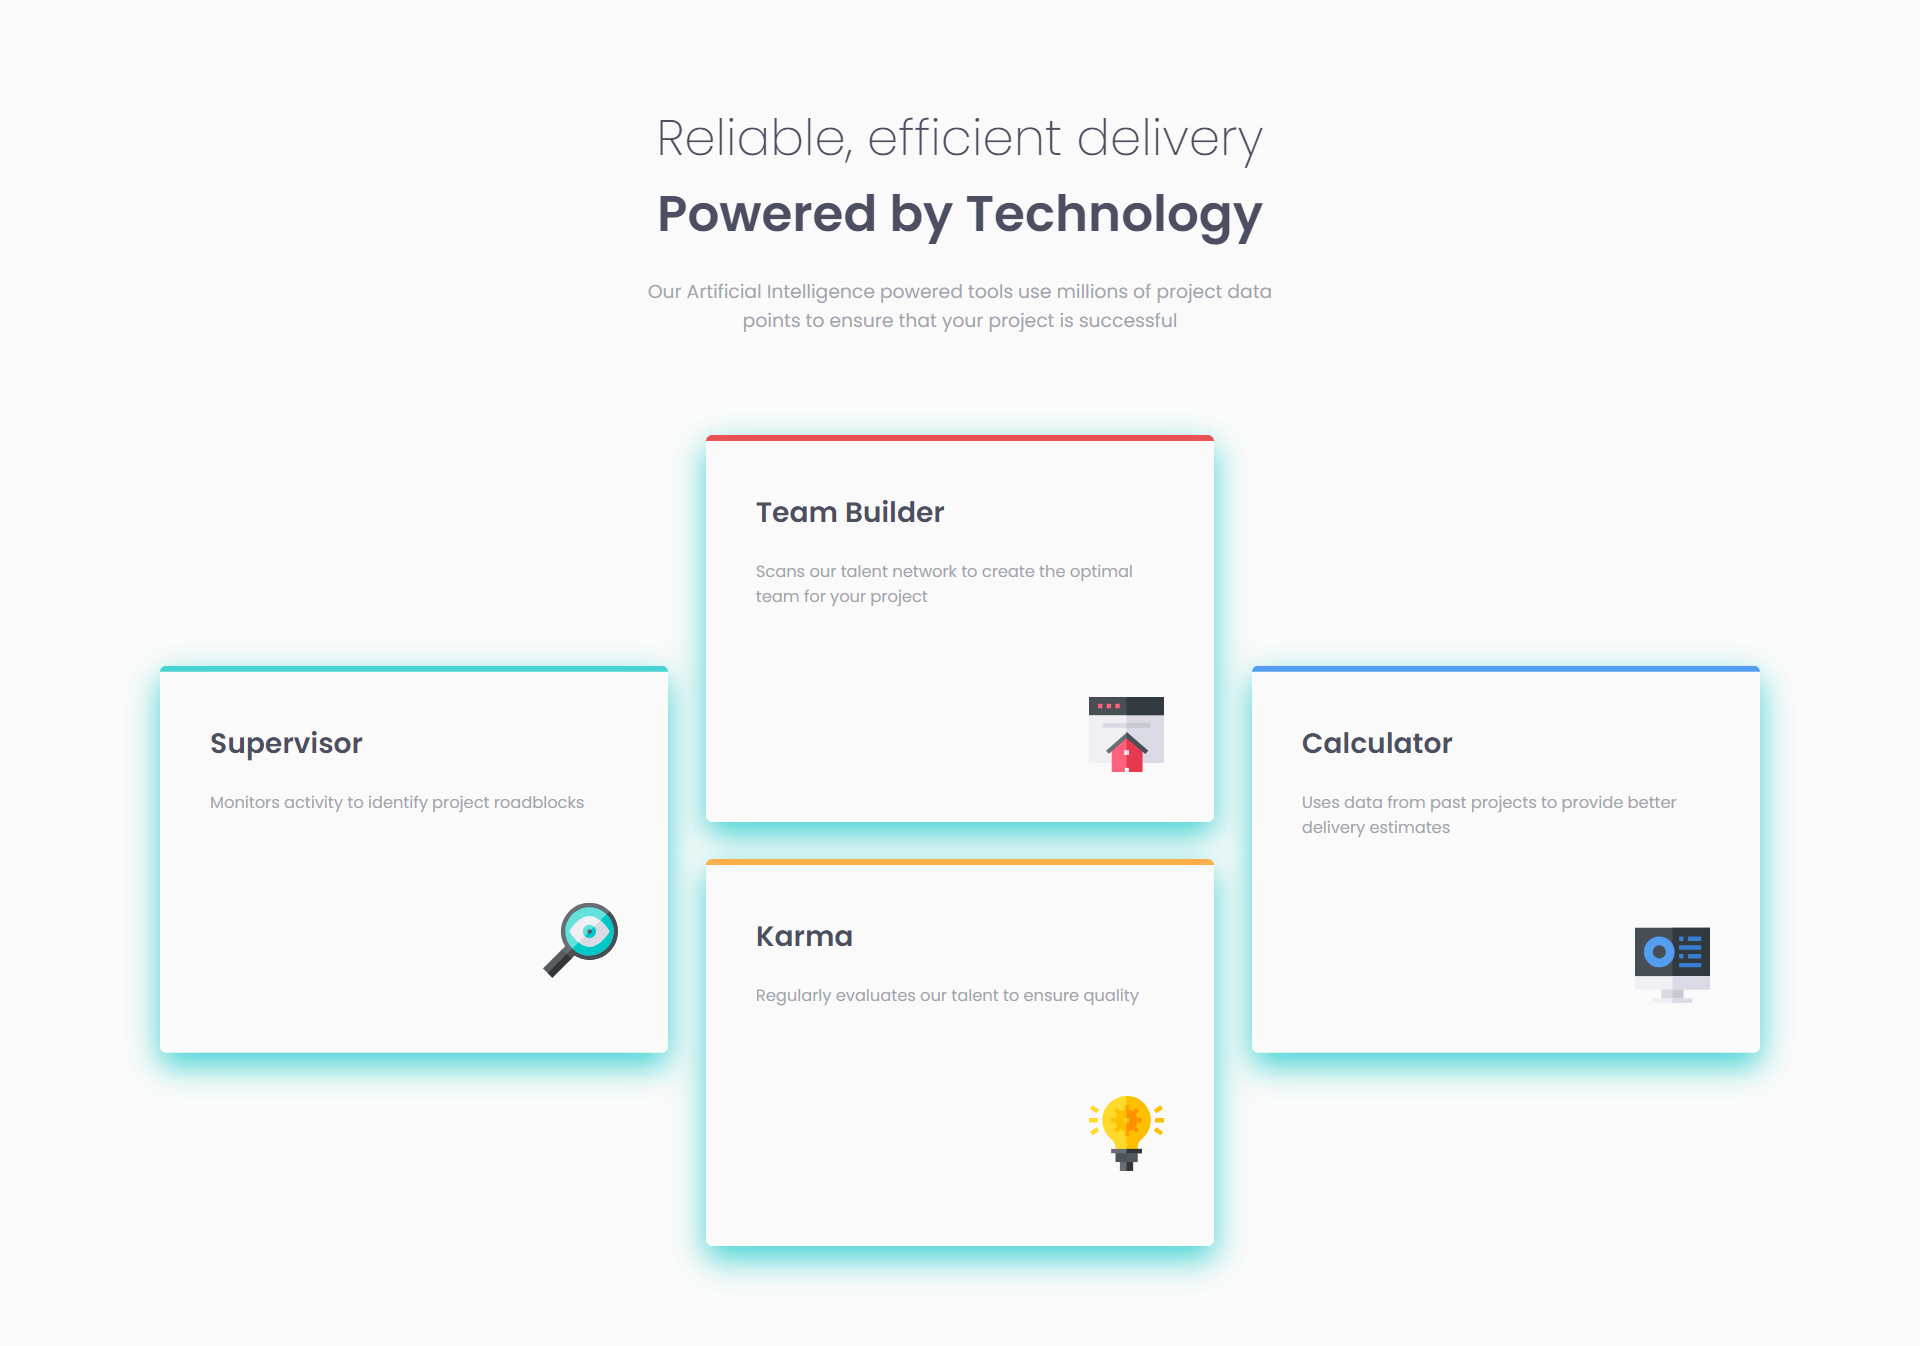 Reliable, efficient delivery
Powered by Technology
Our Artificial Intelligence powered tools use millions of project data
points to ensure that your project is successful
Team Builder
Scans our talent network to create the optimal
team for your project
Supervisor
Monitors activity to identify project roadblocks
Calculator
Uses data from past projects to provide better
delivery estimates
Karma
Regularly evaluates our talent to ensure quality